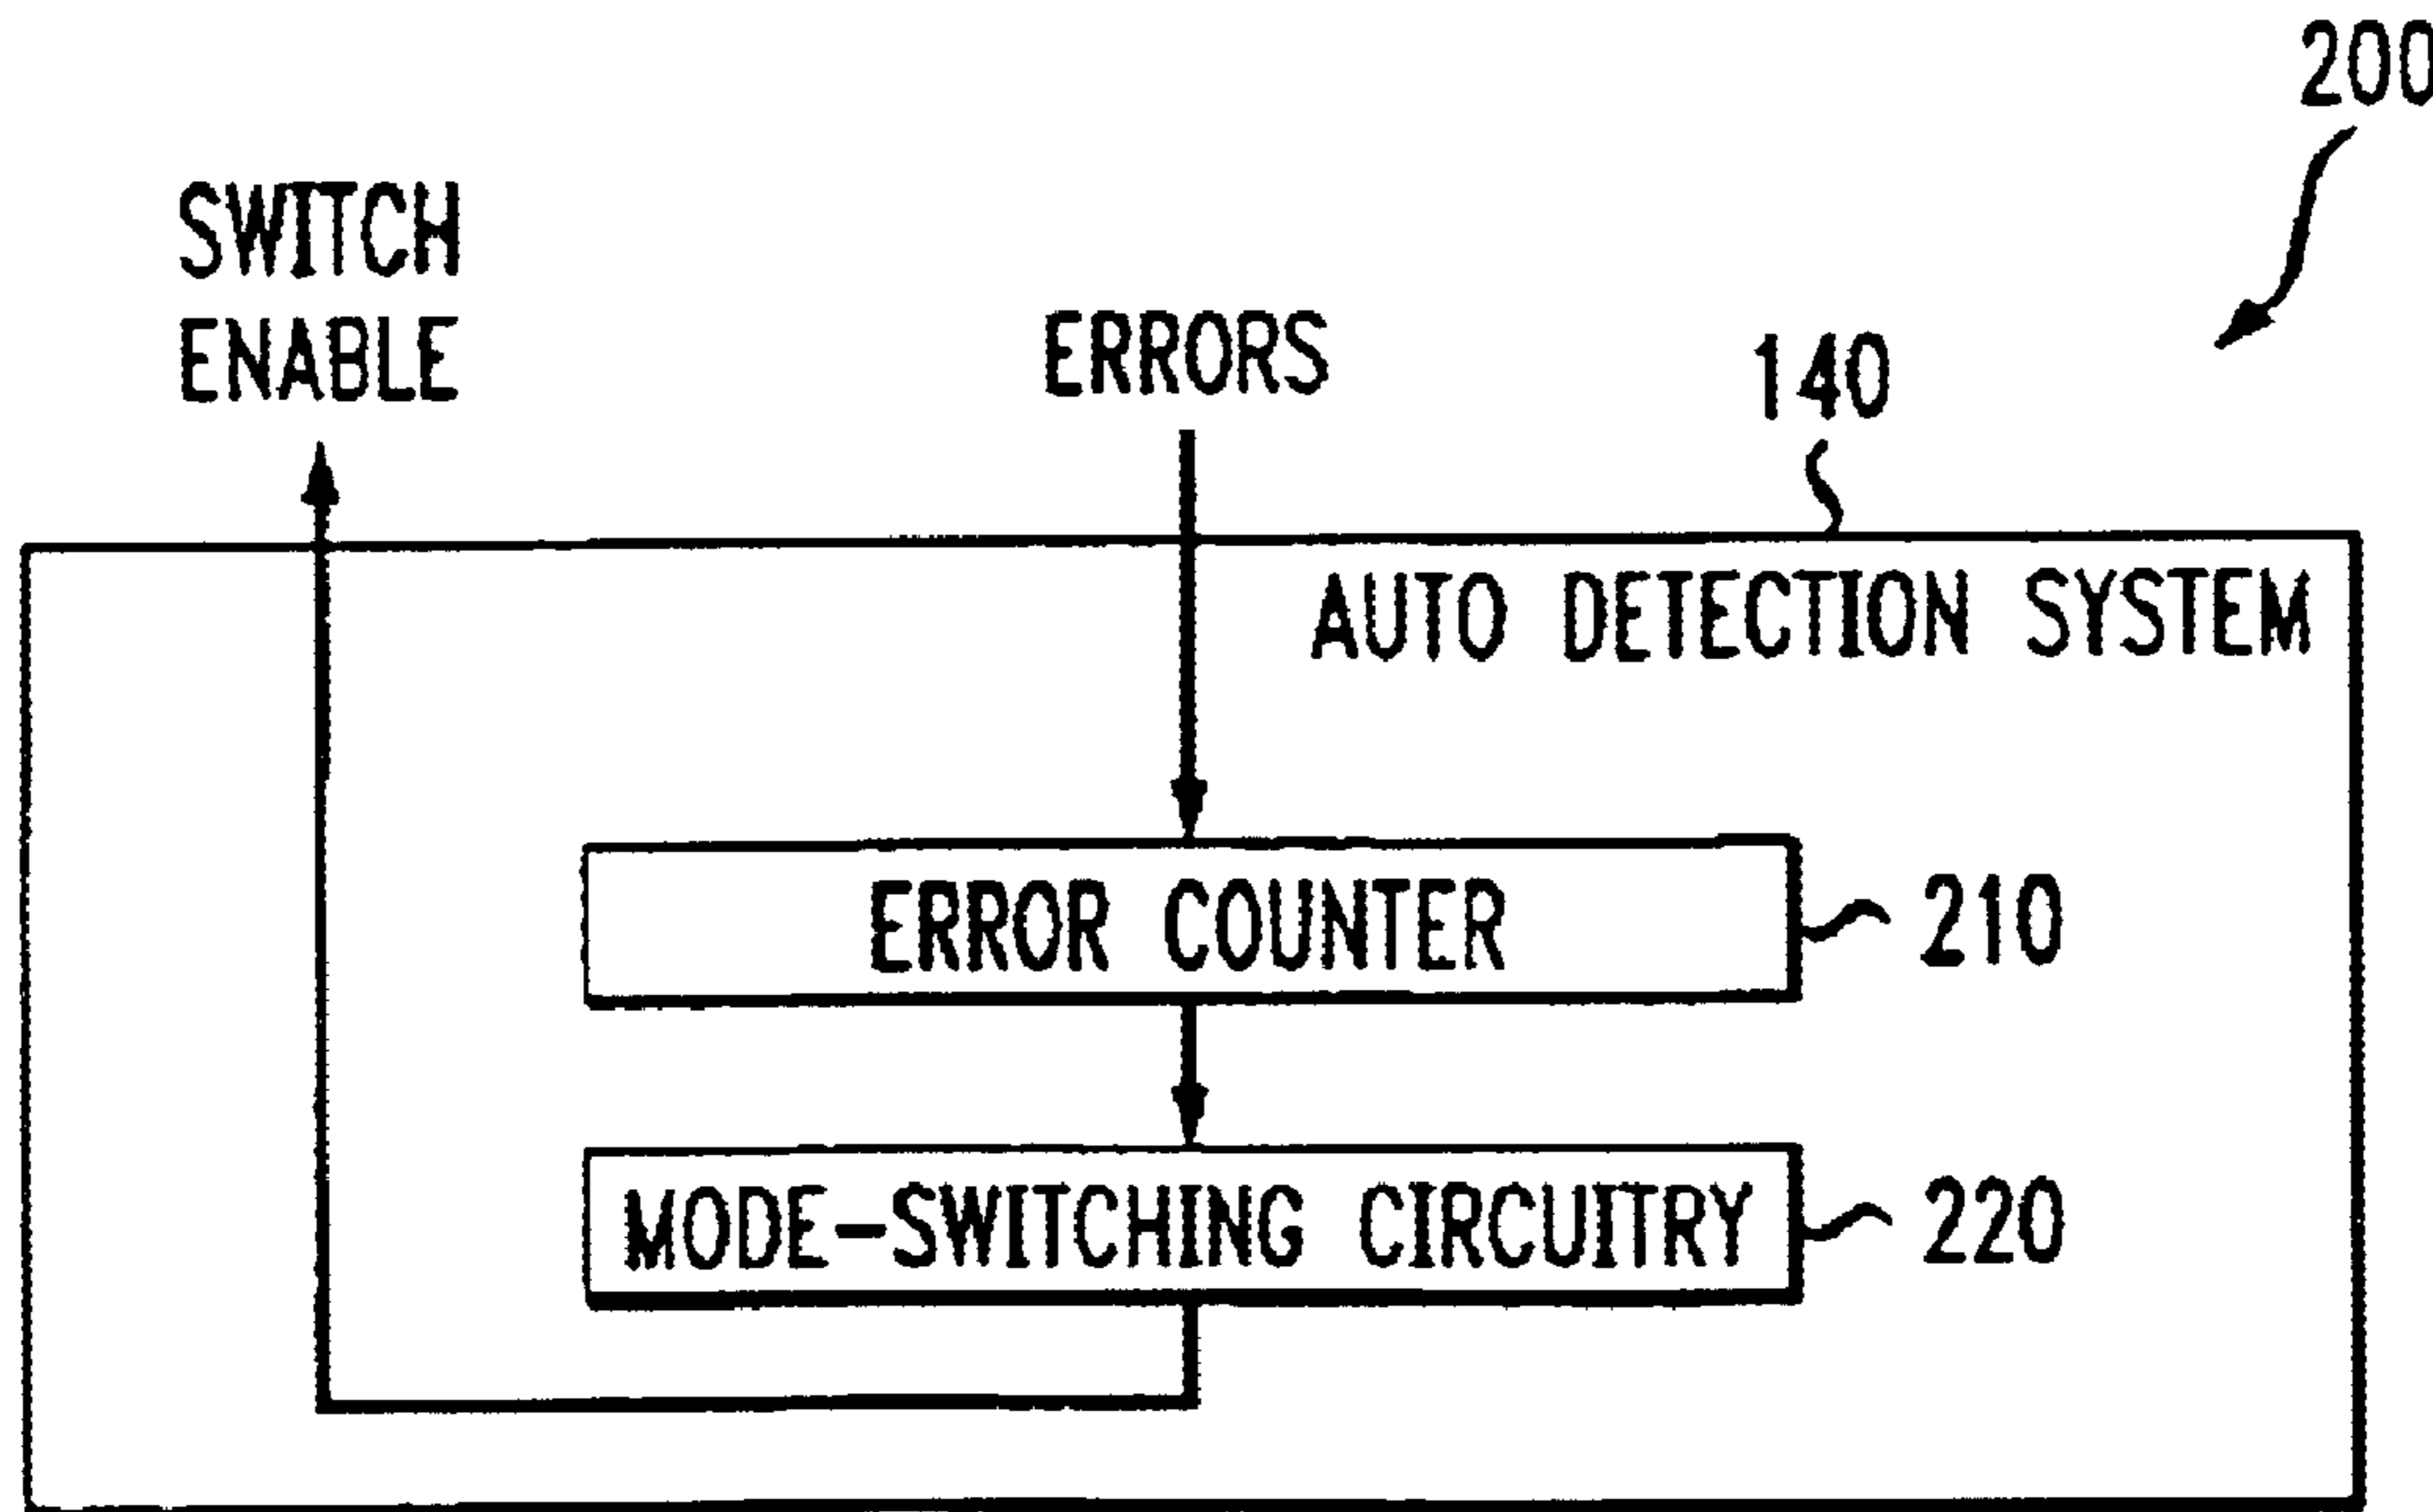 200
SWITCH
ENABLE
ERRORS
140
AUTO DETECTION SYSTEM
ERROR COUNTER
210
MODE-SWITCHING CIRCUITRY
220